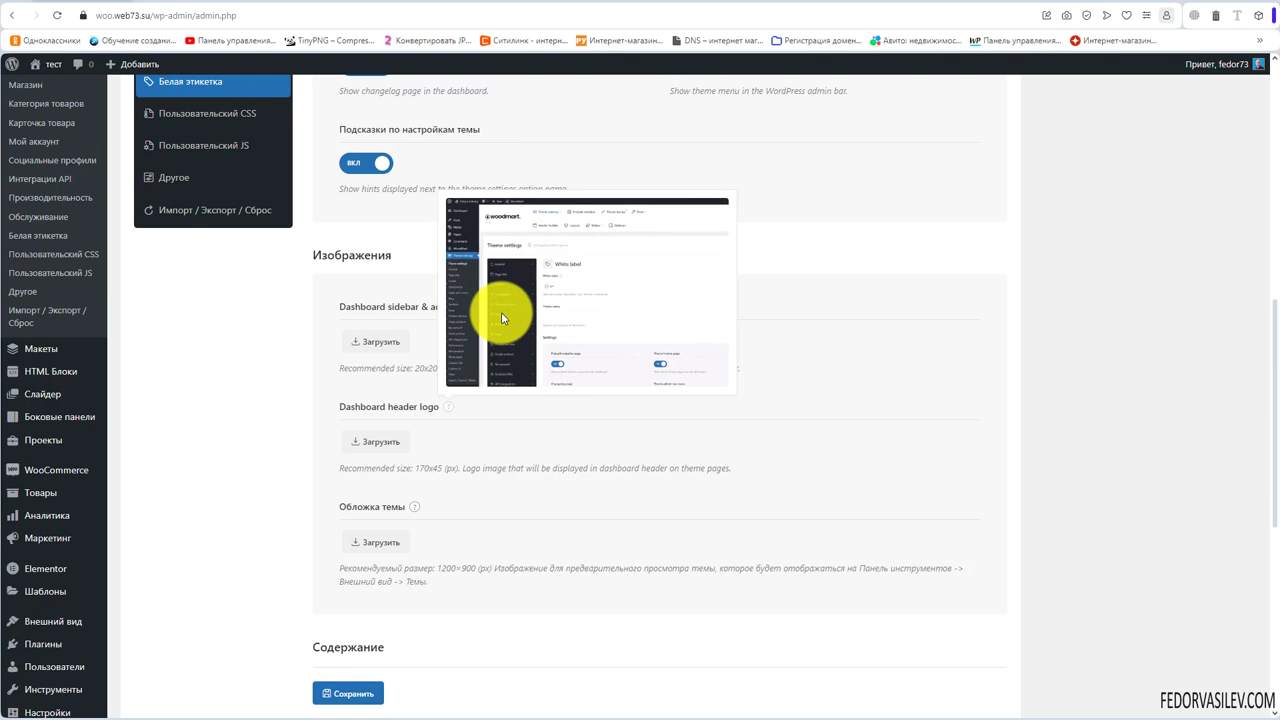 woo.web73.su/wp-admin/admin.php
Одноклассники
Обучение создани...
Панель управления...
TinyPNG – Compres...
Конвертировать JP...
Ситилинк - интерн...
Интернет-магазин...
DNS – интернет маг...
Регистрация домен...
Авито: недвижимос...
Панель управления...
Интернет-магазин...
тест
0
Добавить
Привет, fedor73
Магазин
Категория товаров
Карточка товара
Мой аккаунт
Социальные профили
Интеграции API
Производительность
Обслуживание
Белая этикетка
Пользовательский CSS
Пользовательский JS
Другое
Импорт / Экспорт /
Макеты
HTML Блоки
Слайдер
Боковые панели
Проекты
WooCommerce
Товары
Аналитика
Маркетинг
Elementor
Шаблоны
Внешний вид
Плагины
Пользователи
Инструменты
Настройки
Белая этикетка
Пользовательский CSS
Пользовательский JS
Другое
Импорт / Экспорт / Сброс
Show changelog page in the dashboard.
Show theme menu in the WordPress admin bar.
Подсказки по настройкам темы
ВКЛ
Show hints displayed next to the theme settings option name.
woodmart.
Theme settings
White label
Settings
Изображения
Dashboard sidebar &
Загрузить
Recommended size:
Dashboard header logo
Загрузить
Recommended size: 170x45 (px). Logo image that will be displayed in dashboard header on theme pages.
Обложка темы
Загрузить
Рекомендуемый размер: 1200×900 (px) Изображение для предварительного просмотра темы, которое будет отображаться на Панель инструментов ->
Внешний вид -> Темы.
Содержание
Сохранить
FEDORVASILEV.COM